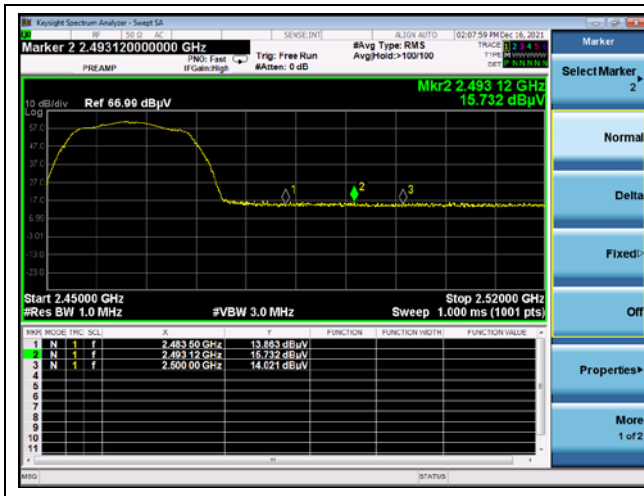 Keysight Spectrum Analyzer - Swept SA
RF 50 Ω AC SENSE:INT ALIGN AUTO 02:07:59 PM Dec 16, 2021
Marker 2 2.493120000000 GHz
PREAMP
PNO: Fast
IFGain:High
Trig: Free Run
#Atten: 0 dB
#Avg Type: RMS
Avg|Hold:>100/100
TRACE 1 2 3 4 5 6
TYPE M WWWWW
DET P N N N N N
Mkr2 2.493 12 GHz
15.732 dBµV
10 dB/div
Log
Ref 66.99 dBµV
57.0
47.0
37.0
27.0
17.0
6.99
-3.01
-13.0
-23.0
1
2
3
Start 2.45000 GHz
Stop 2.52000 GHz
#Res BW 1.0 MHz
#VBW 3.0 MHz
Sweep 1.000 ms (1001 pts)
MKR MODE TRC SCL X Y FUNCTION FUNCTION WIDTH FUNCTION VALUE
1 N 1 f 2.483 50 GHz 13.863 dBµV
2 N 1 f 2.493 12 GHz 15.732 dBµV
3 N 1 f 2.500 00 GHz 14.021 dBµV
4
5
6
7
8
9
10
11
MSG
STATUS
Marker
Select Marker
2
Normal
Delta
Fixed
Off
Properties
More
1 of 2